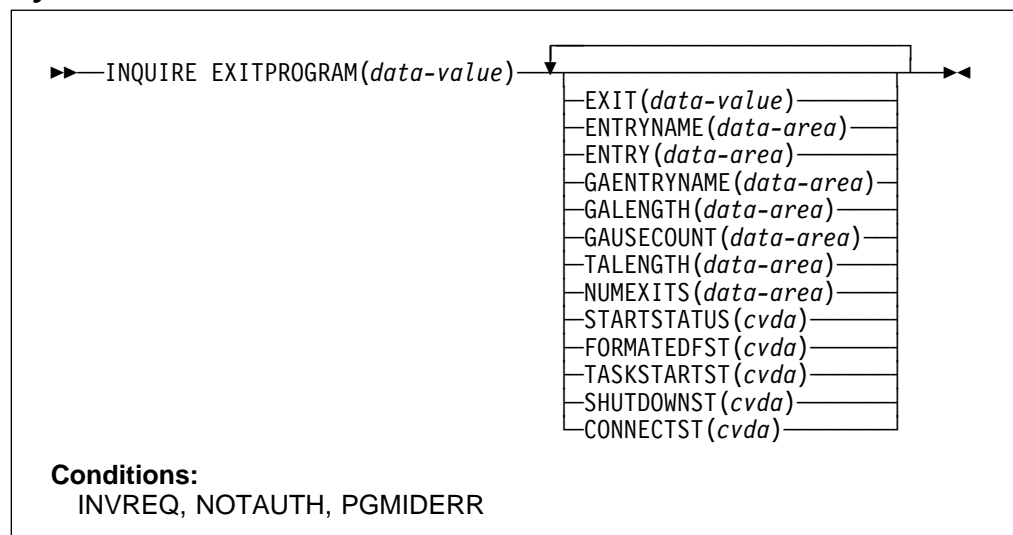 INQUIRE EXITPROGRAM(data-value)
EXIT(data-value)
ENTRYNAME(data-area)
ENTRY(data-area)
GAENTRYNAME(data-area)
GALENGTH(data-area)
GAUSECOUNT(data-area)
TALENGTH(data-area)
NUMEXITS(data-area)
STARTSTATUS(cvda)
FORMATEDFST(cvda)
TASKSTARTST(cvda)
SHUTDOWNST(cvda)
CONNECTST(cvda)
Conditions:
INVREQ, NOTAUTH, PGMIDERR